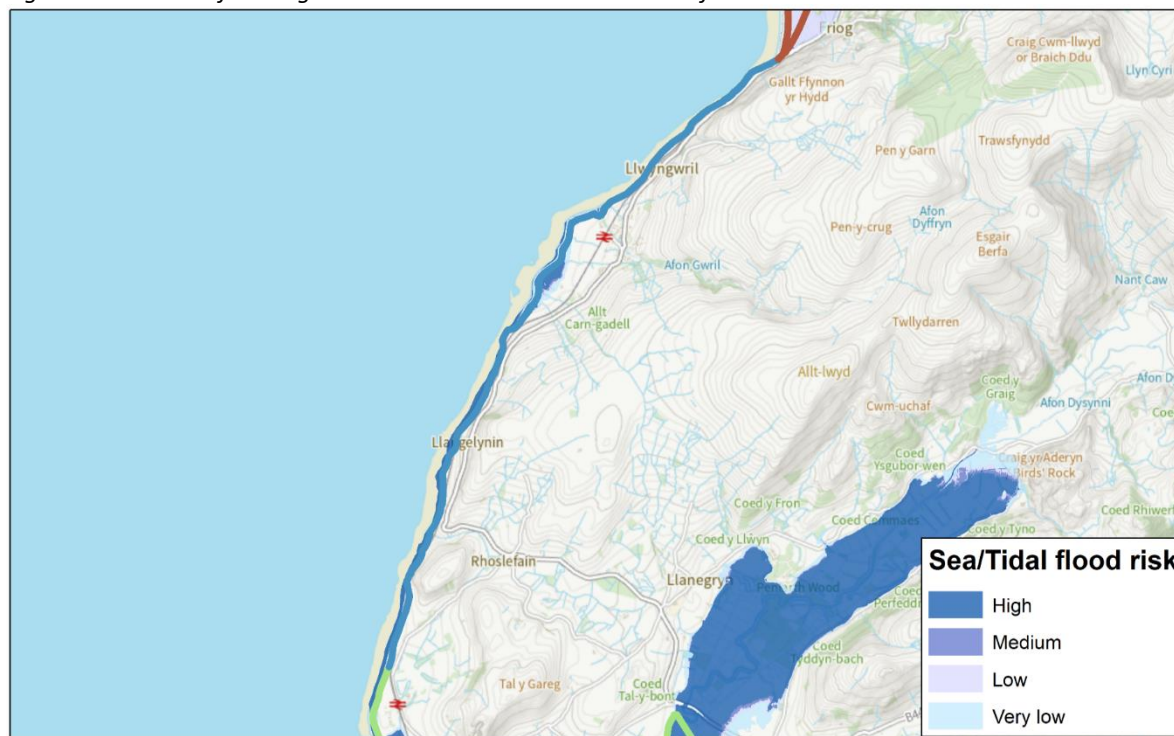 Friog
Craig Cwm-llwyd
or Braich Ddu
Llyn Cyri
Gallt Ffynnon
yr Hydd
Trawsfynydd
Pen y Garn
Llwyngwril
Afon
Dyffryn
Pen-y-crug
Esgair
Berfa
Afon Gwril
Nant Caw
Allt
Carn-gadell
Twllydarren
Allt-lwyd
Coed y
Graig
Afon Dysynni
Cwm-uchaf
Llangelynin
Coed
Ysgubor-wen
Craig yr Aderyn
Birds' Rock
Coed y Fron
Coed Cemmaes
Coed y Tyno
Coed y Llwyn
Rhoslefain
Llanegryn
Peniarth Wood
Coed
Tyddyn-bach
Tal y Gareg
Coed
Tal-y-bont
Sea/Tidal flood risk
High
Medium
Low
Very low